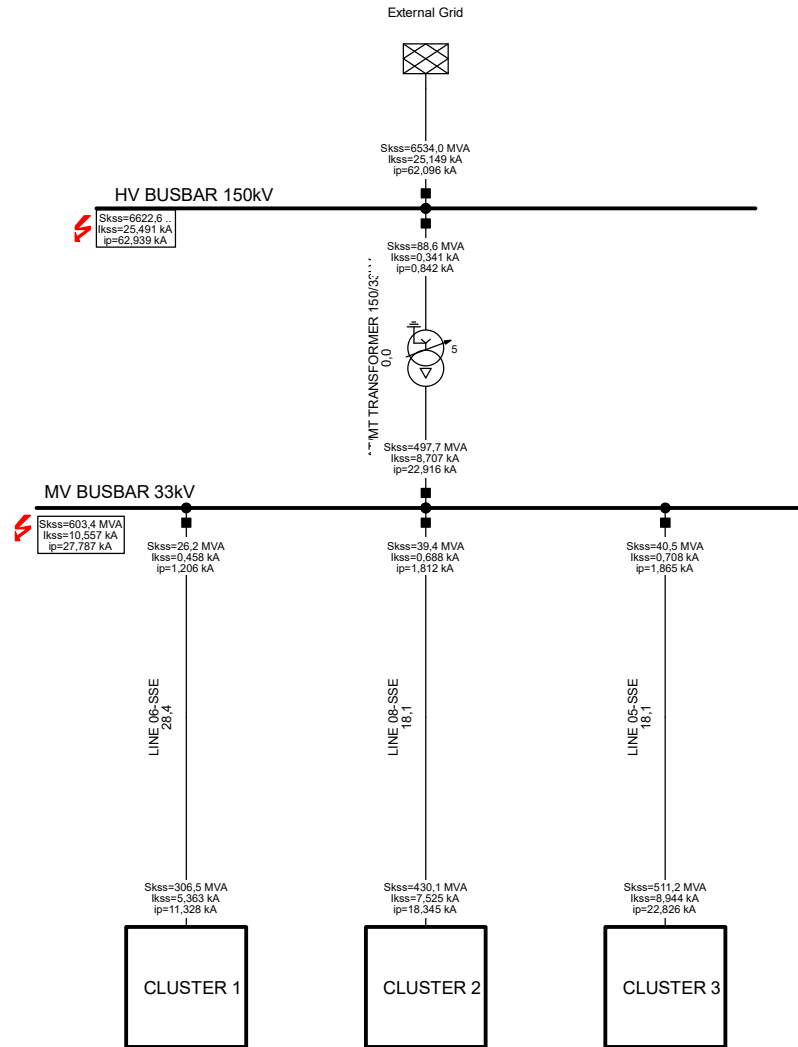 External Grid
Skss=6534,0 MVA
Ikss=25,149 kA
ip=62,096 kA
HV BUSBAR 150kV
Skss=6622,6 ..
Ikss=25,491 kA
ip=62,939 kA
Skss=88,6 MVA
Ikss=0,341 kA
ip=0,842 kA
TRANSFORMER
0,0
5
Skss=497,7 MVA
Ikss=8,707 kA
ip=22,916 kA
MV BUSBAR 33kV
Skss=603,4 MVA
Ikss=10,557 kA
ip=27,787 kA
Skss=26,2 MVA
Ikss=0,458 kA
ip=1,206 kA
Skss=39,4 MVA
Ikss=0,688 kA
ip=1,812 kA
Skss=40,5 MVA
Ikss=0,708 kA
ip=1,865 kA
LINE 06-SSE
28,4
LINE 08-SSE
18,1
LINE 05-SSE
18,1
Skss=306,5 MVA
Ikss=5,363 kA
ip=11,328 kA
Skss=430,1 MVA
Ikss=7,525 kA
ip=18,345 kA
Skss=511,2 MVA
Ikss=8,944 kA
ip=22,826 kA
CLUSTER 1
CLUSTER 2
CLUSTER 3